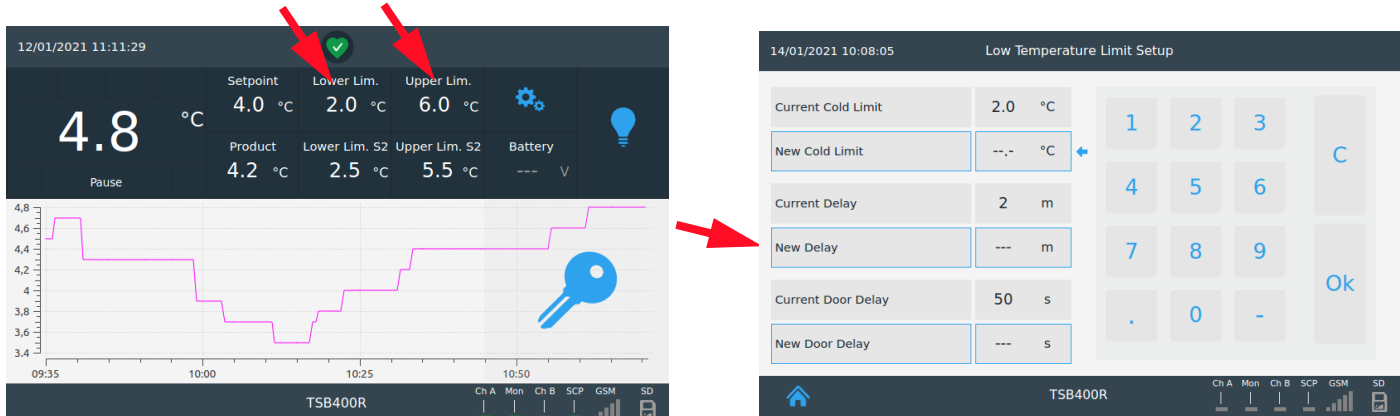 12/01/2021 11:11:29
Setpoint Lower Lim. Upper Lim.
4.0 °C 2.0 °C 6.0 °C
4.8 °C
Product Lower Lim. S2 Upper Lim. S2 Battery
4.2 °C 2.5 °C 5.5 °C --- V
Pause
4,8
4,6
4,4
4,2
4
3,8
3,6
3,4
09:35 10:00 10:25 10:50
TSB400R
Ch A Mon Ch B SCP GSM SD
14/01/2021 10:08:05 Low Temperature Limit Setup
Current Cold Limit 2.0 °C
New Cold Limit --.- °C
Current Delay 2 m
New Delay --- m
Current Door Delay 50 s
New Door Delay --- s
1 2 3
C
4 5 6
7 8 9
Ok
. 0 -
TSB400R
Ch A Mon Ch B SCP GSM SD